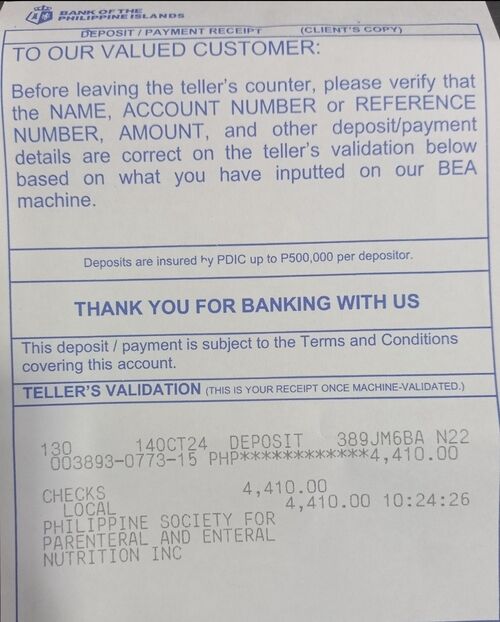 BANK OF THE
PHILIPPINE ISLANDS
DEPOSIT / PAYMENT RECEIPT (CLIENT'S COPY)
TO OUR VALUED CUSTOMER:
Before leaving the teller's counter, please verify that
the NAME, ACCOUNT NUMBER or REFERENCE
NUMBER, AMOUNT, and other deposit/payment
details are correct on the teller's validation below
based on what you have inputted on our BEA
machine.
Deposits are insured by PDIC up to P500,000 per depositor.
THANK YOU FOR BANKING WITH US
This deposit / payment is subject to the Terms and Conditions
covering this account.
TELLER'S VALIDATION (THIS IS YOUR RECEIPT ONCE MACHINE-VALIDATED.)
130 14OCT24 DEPOSIT 389JM6BA N22
003893-0773-15 PHP************4,410.00
CHECKS 4,410.00
LOCAL 4,410.00 10:24:26
PHILIPPINE SOCIETY FOR
PARENTERAL AND ENTERAL
NUTRITION INC